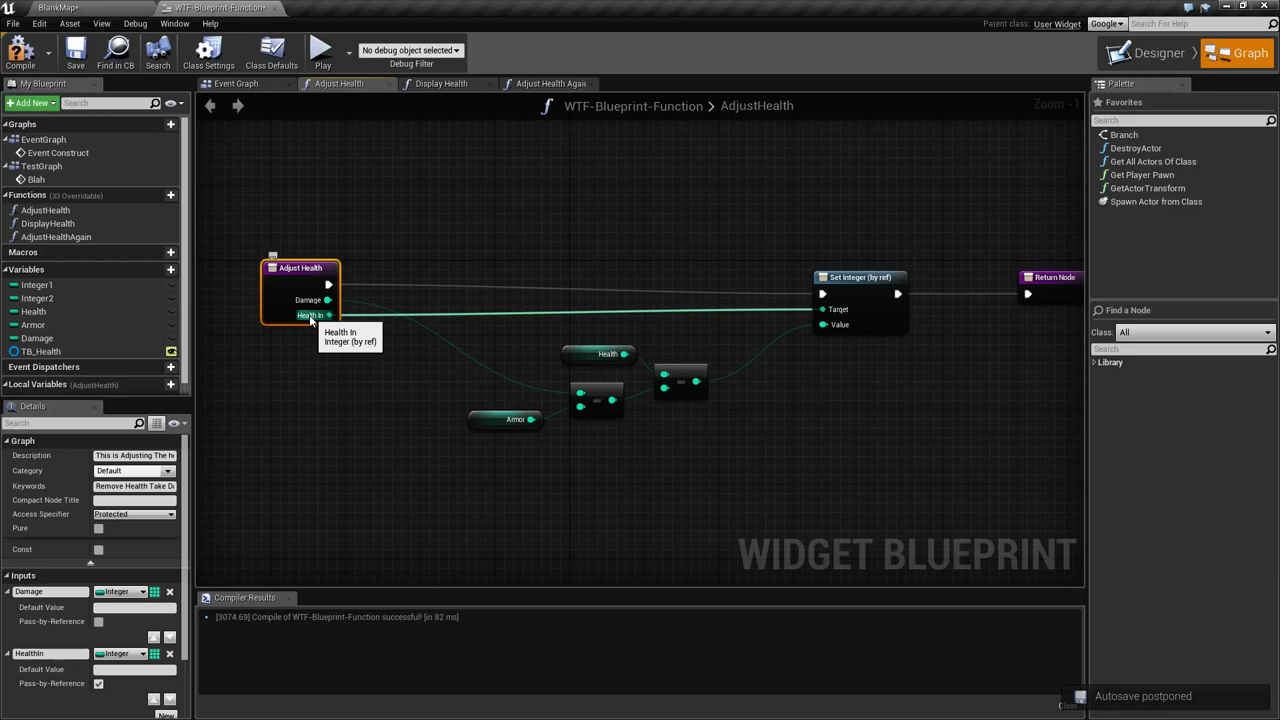 BlankMap*
WTF-Blueprint-Function*
File Edit Asset View Debug Window Help
Parent class: User Widget Google Search For Help
Compile Save Find in CB Search Class Settings Class Defaults Play
No debug object selected
Debug Filter
Designer Graph
My Blueprint
Event Graph Adjust Health Display Health Adjust Health Again
Palette
Add New Search
WTF-Blueprint-Function > AdjustHealth
Zoom -1
Favorites
Search
Graphs
EventGraph
Event Construct
TestGraph
Blah
Functions (33 Overridable)
AdjustHealth
DisplayHealth
AdjustHealthAgain
Macros
Variables
Integer1
Integer2
Health
Armor
Damage
TB_Health
Event Dispatchers
Local Variables (AdjustHealth)
Branch
DestroyActor
Get All Actors Of Class
Get Player Pawn
GetActorTransform
Spawn Actor from Class
Adjust Health
Damage
Health In
Health In
Integer (by ref)
Health
Armor
Set Integer (by ref)
Target
Value
Return Node
Find a Node
Class: All
Search
Library
Details
Search
Graph
Description This is Adjusting The h
Category Default
Keywords Remove Health Take D
Compact Node Title
Access Specifier Protected
Pure
Const
Inputs
Damage Integer
Default Value
Pass-by-Reference
HealthIn Integer
Default Value
Pass-by-Reference
New
WIDGET BLUEPRINT
Compiler Results
[3074.69] Compile of WTF-Blueprint-Function successful! [in 82 ms]
Autosave postponed